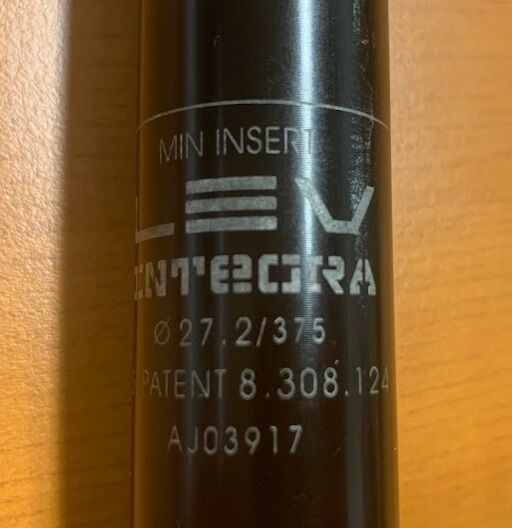 MIN INSERT
LEV
INTEGRA
Ø 27.2/375
S PATENT 8.308.124
AJ03917